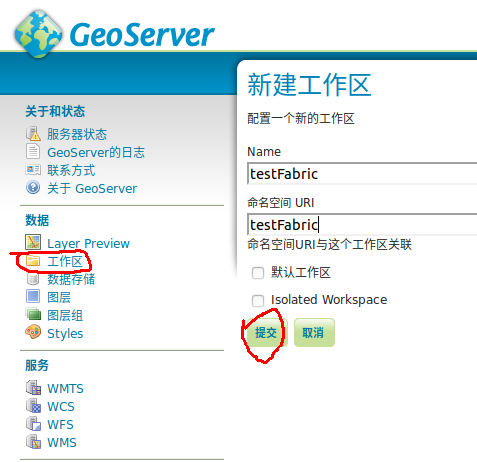 GeoServer
关于和状态
服务器状态
GeoServer的日志
联系方式
关于 GeoServer
数据
Layer Preview
工作区
数据存储
图层
图层组
Styles
服务
WMTS
WCS
WFS
WMS
新建工作区
配置一个新的工作区
Name
testFabric
命名空间 URI
testFabric
命名空间URI与这个工作区关联
默认工作区
Isolated Workspace
提交 取消